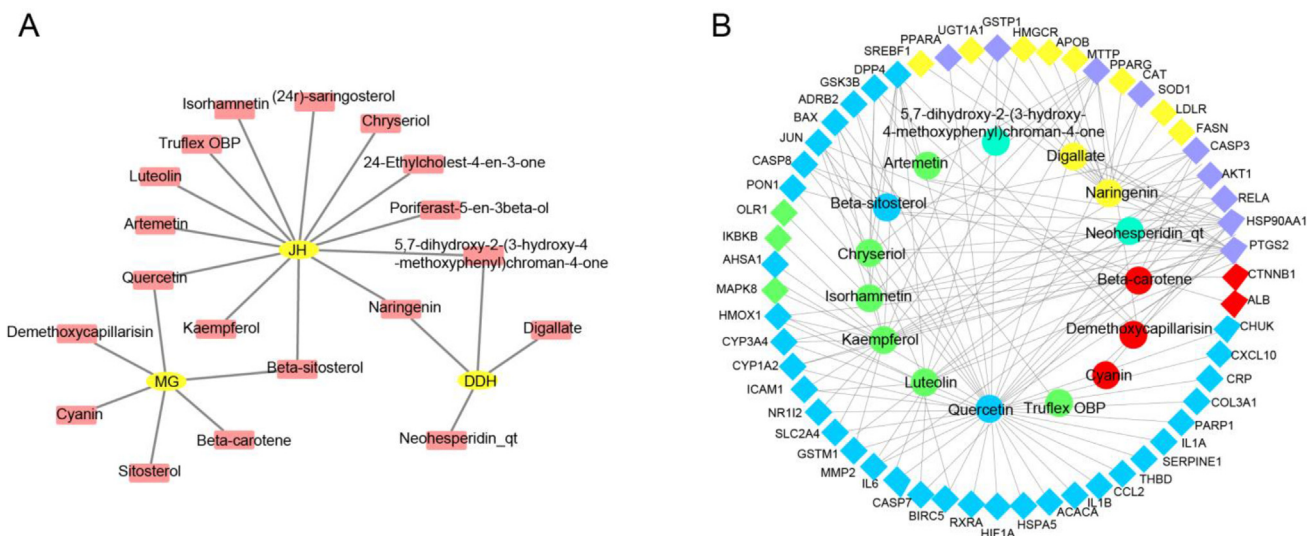 A
Isorhamnetin
(24r)-saringosterol
Chryseriol
Truflex OBP
24-Ethylcholest-4-en-3-one
Luteolin
Poriferast-5-en-3beta-ol
Artemetin
5,7-dihydroxy-2-(3-hydroxy-4
-methoxyphenyl)chroman-4-one
JH
Quercetin
Naringenin
Kaempferol
Demethoxycapillarisin
Digallate
Beta-sitosterol
MG
DDH
Cyanin
Beta-carotene
Neohesperidin_qt
Sitosterol
B
GSTP1
UGT1A1
HMGCR
PPARA
APOB
SREBF1
MTTP
DPP4
PPARG
GSK3B
CAT
ADRB2
SOD1
BAX
LDLR
JUN
FASN
CASP8
CASP3
PON1
AKT1
OLR1
RELA
IKBKB
HSP90AA1
AHSA1
PTGS2
MAPK8
CTNNB1
HMOX1
ALB
CYP3A4
CHUK
CYP1A2
CXCL10
ICAM1
CRP
NR1I2
COL3A1
SLC2A4
PARP1
GSTM1
IL1A
MMP2
SERPINE1
IL6
THBD
CASP7
CCL2
BIRC5
IL1B
RXRA
ACACA
HIF1A
HSPA5
5,7-dihydroxy-2-(3-hydroxy-
4-methoxyphenyl)chroman-4-one
Artemetin
Digallate
Naringenin
Beta-sitosterol
Neohesperidin_qt
Chryseriol
Beta-carotene
Isorhamnetin
Demethoxycapillarisin
Kaempferol
Cyanin
Luteolin
Quercetin
Truflex OBP